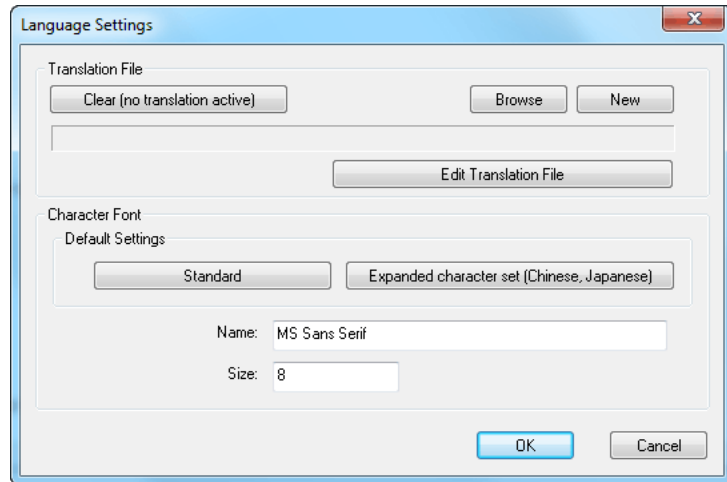 Language Settings
Translation File
Clear (no translation active)
Browse
New
Edit Translation File
Character Font
Default Settings
Standard
Expanded character set (Chinese, Japanese)
Name: MS Sans Serif
Size: 8
OK
Cancel